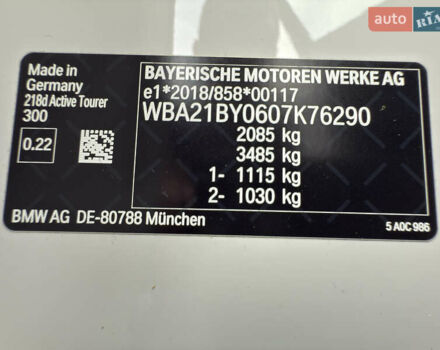 auto RIA
Made in
Germany
218d Active Tourer
300
0.22
BAYERISCHE MOTOREN WERKE AG
e1*2018/858*00117
WBA21BY0607K76290
2085 kg
3485 kg
1- 1115 kg
2- 1030 kg
BMW AG DE-80788 München
5 A0C 986